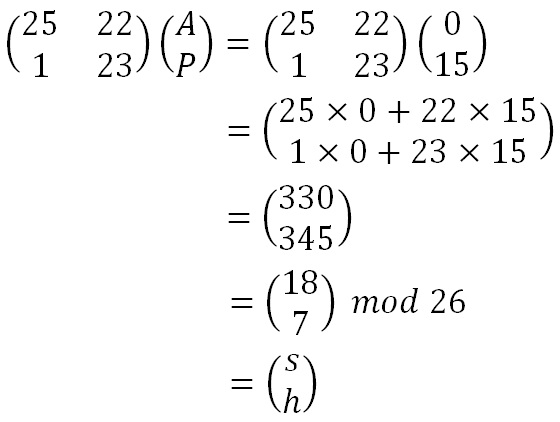 (25 22 / 1 23)(A / P) = (25 22 / 1 23)(0 / 15)
= (25 × 0 + 22 × 15 / 1 × 0 + 23 × 15)
= (330 / 345)
= (18 / 7) mod 26
= (s / h)